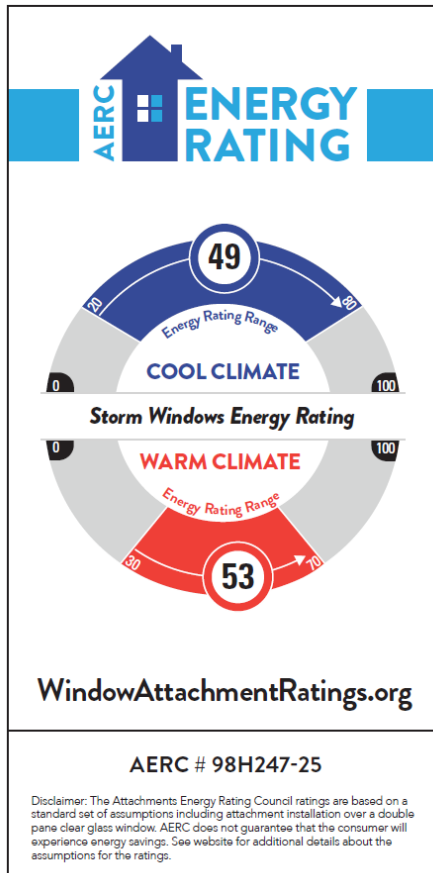 AERC
ENERGY
RATING
49
20
80
Energy Rating Range
COOL CLIMATE
0
100
Storm Windows Energy Rating
0
100
WARM CLIMATE
Energy Rating Range
30
70
53
WindowAttachmentRatings.org
AERC # 98H247-25
Disclaimer: The Attachments Energy Rating Council ratings are based on a
standard set of assumptions including attachment installation over a double
pane clear glass window. AERC does not guarantee that the consumer will
experience energy savings. See website for additional details about the
assumptions for the ratings.